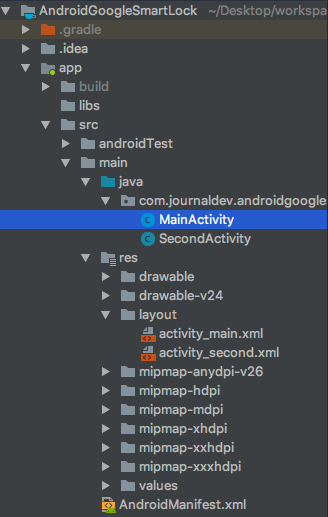 AndroidGoogleSmartLock ~/Desktop/workspa
.gradle
.idea
app
build
libs
src
androidTest
main
java
com.journaldev.androidgoogle
MainActivity
SecondActivity
res
drawable
drawable-v24
layout
activity_main.xml
activity_second.xml
mipmap-anydpi-v26
mipmap-hdpi
mipmap-mdpi
mipmap-xhdpi
mipmap-xxhdpi
mipmap-xxxhdpi
values
AndroidManifest.xml